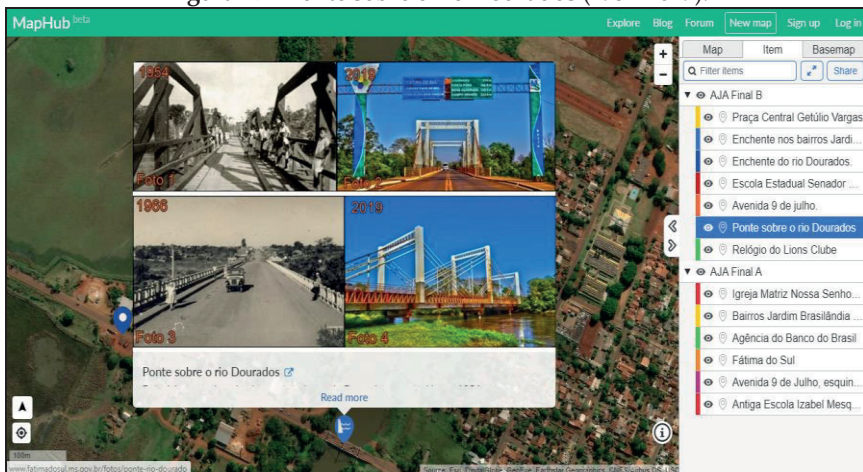 MapHub beta
Explore Blog Forum New map Sign up Log in
Map Item Basemap
Filter items
Share
AJA Final B
Praça Central Getúlio Vargas
Enchente nos bairros Jardi...
Enchente do rio Dourados.
Escola Estadual Senador ...
Avenida 9 de julho.
Ponte sobre o rio Dourados
Relógio do Lions Clube
AJA Final A
Igreja Matriz Nossa Senho...
Bairros Jardim Brasilândia ...
Agência do Banco do Brasil
Fátima do Sul
Avenida 9 de Julho, esquin...
Antiga Escola Izabel Mesq...
1954
2019
Foto 1
Foto 2
1966
2019
Foto 3
Foto 4
Ponte sobre o rio Dourados
Read more
100m
www.fatimadosul.ms.gov.br/fotos/ponte-rio-dourado